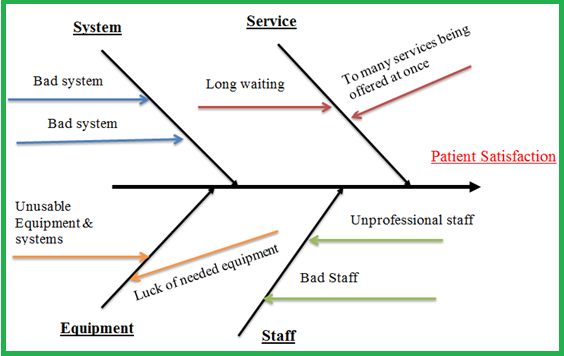 System
Service
Bad system
Long waiting
To many services being
offered at once
Bad system
Patient Satisfaction
Unusable
Equipment &
systems
Luck of needed equipment
Unprofessional staff
Bad Staff
Equipment
Staff